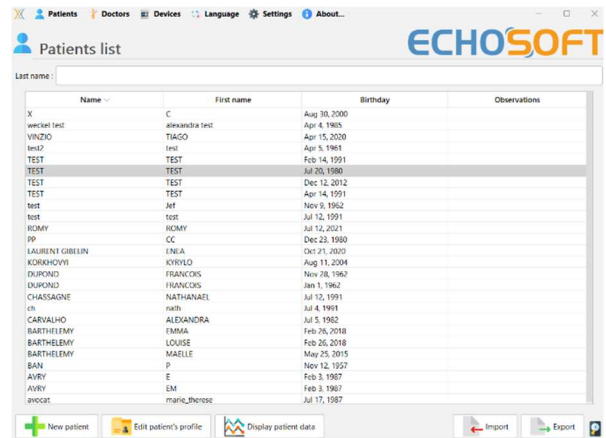 Patients Doctors Devices Language Settings About...
ECHOSOFT
Patients list
Last name :
Name First name Birthday Observations
X C Aug 30, 2000
weckel test alexandra test Apr 4, 1985
VINZIO TIAGO Apr 15, 2020
test2 test Apr 5, 1961
TEST TEST Feb 14, 1991
TEST TEST Jul 20, 1980
TEST TEST Dec 12, 2012
TEST TEST Apr 14, 1991
test Jef Nov 9, 1962
test test Jul 12, 1991
ROMY ROMY Jul 12, 2021
PP CC Dec 23, 1980
LAURENT GIBELIN ENEA Oct 21, 2020
KORKHOVYI KYRYLO Aug 11, 2004
DUPOND FRANCOIS Nov 28, 1962
DUPOND FRANCOIS Jan 1, 1962
CHASSAGNE NATHANAEL Jul 12, 1991
ch nath Jul 4, 1991
CARVALHO ALEXANDRA Jul 5, 1982
BARTHELEMY EMMA Feb 26, 2018
BARTHELEMY LOUISE Feb 26, 2018
BARTHELEMY MAELLE May 25, 2015
BAN P Nov 12, 1957
AVRY E Feb 3, 1987
AVRY EM Feb 3, 1987
avocat marie_therese Jul 17, 1987
New patient Edit patient's profile Display patient data Import Export